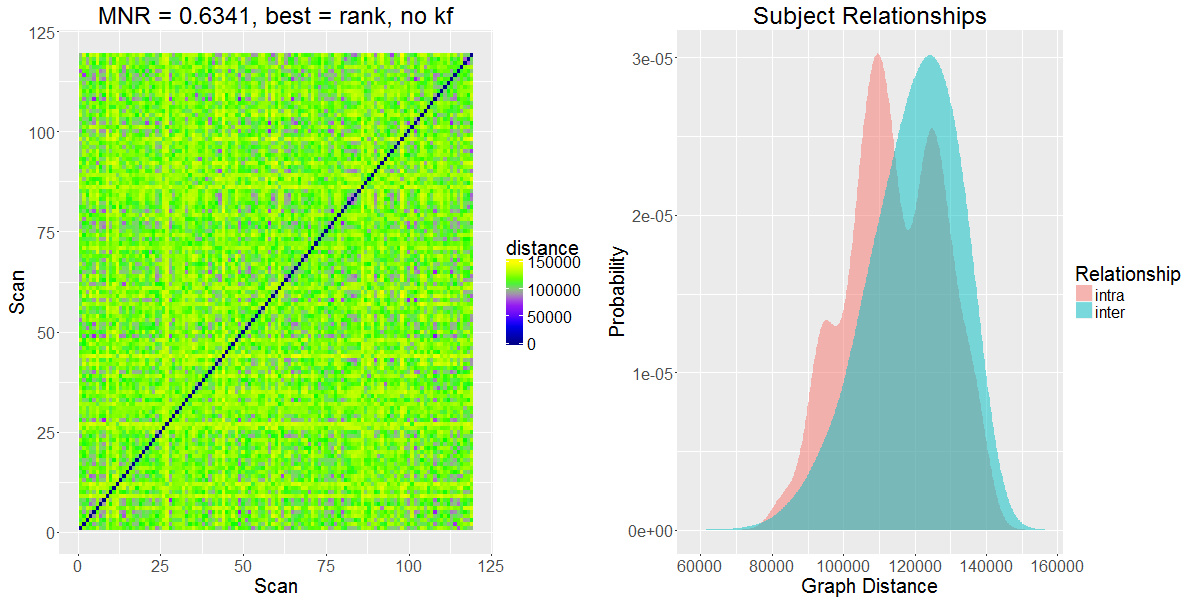 MNR = 0.6341, best = rank, no kf
125
100
75
50
25
0
Scan
0
25
50
75
100
125
Scan
distance
150000
100000
50000
0
Subject Relationships
3e-05
2e-05
1e-05
0e+00
Probability
60000
80000
100000
120000
140000
160000
Graph Distance
Relationship
intra
inter